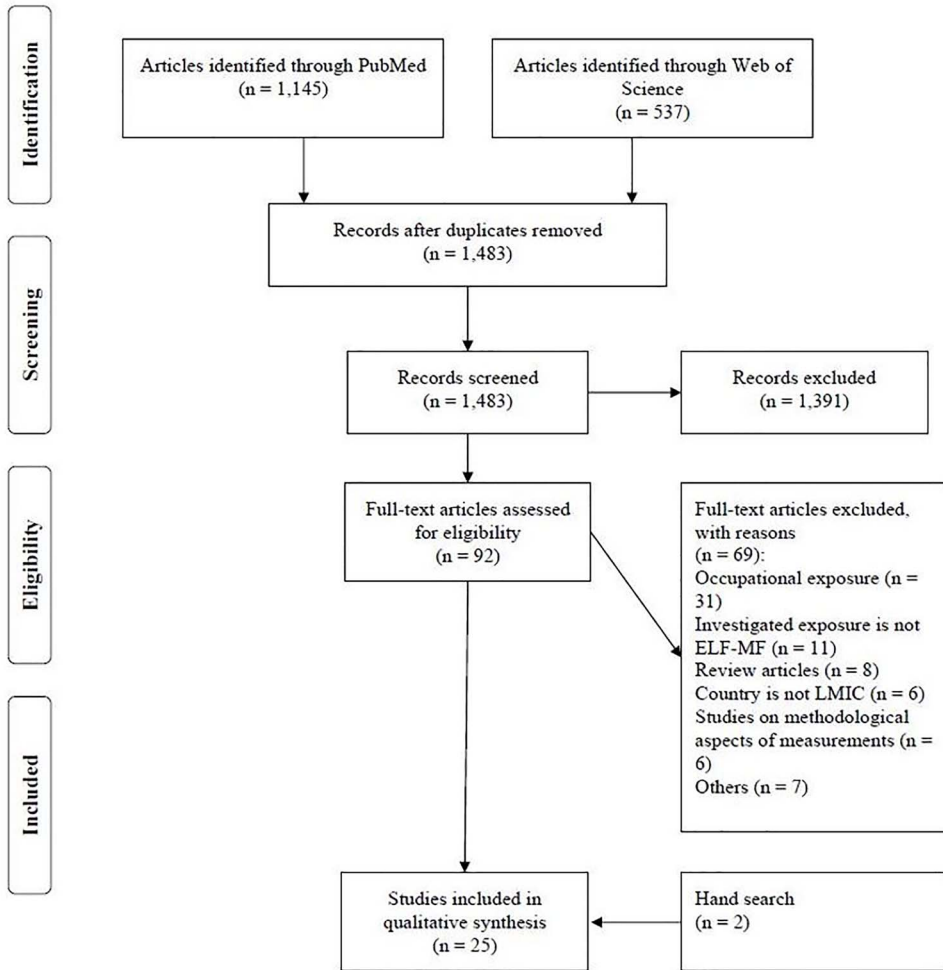 Identification
Articles identified through PubMed
(n = 1,145)
Articles identified through Web of
Science
(n = 537)
Records after duplicates removed
(n = 1,483)
Screening
Records screened
(n = 1,483)
Records excluded
(n = 1,391)
Eligibility
Full-text articles assessed
for eligibility
(n = 92)
Full-text articles excluded,
with reasons
(n = 69):
Occupational exposure (n =
31)
Investigated exposure is not
ELF-MF (n = 11)
Review articles (n = 8)
Country is not LMIC (n = 6)
Studies on methodological
aspects of measurements (n =
6)
Others (n = 7)
Included
Studies included in
qualitative synthesis
(n = 25)
Hand search
(n = 2)